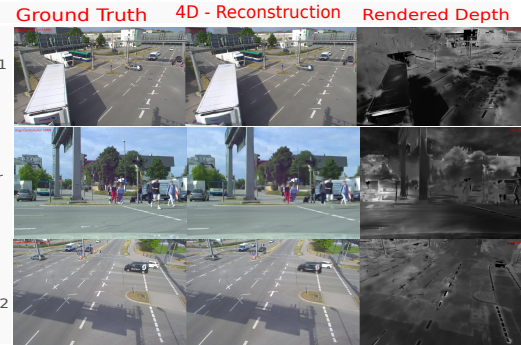 Ground Truth
4D - Reconstruction
Rendered Depth
1
2